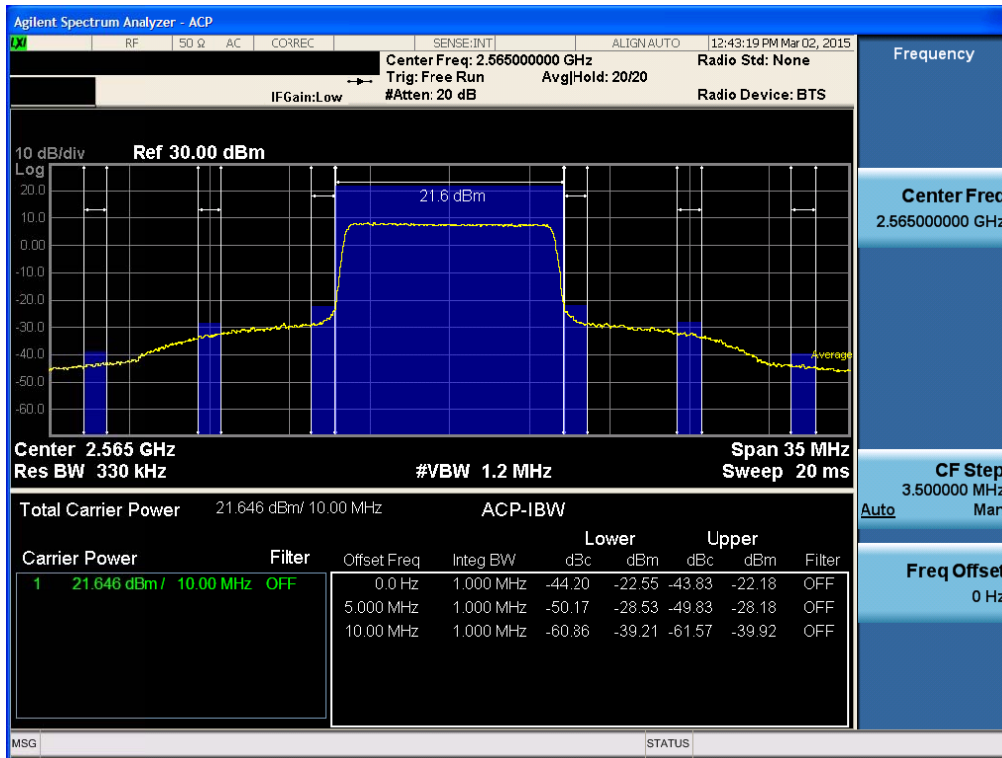 Agilent Spectrum Analyzer - ACP
LXI RF 50 Ω AC CORREC SENSE:INT ALIGN AUTO 12:43:19 PM Mar 02, 2015
Center Freq: 2.565000000 GHz Radio Std: None
Trig: Free Run Avg|Hold: 20/20
IFGain:Low #Atten: 20 dB Radio Device: BTS
10 dB/div Ref 30.00 dBm
Log
20.0
10.0
0.00
-10.0
-20.0
-30.0
-40.0
-50.0
-60.0
21.6 dBm
Average
Center 2.565 GHz Span 35 MHz
Res BW 330 kHz #VBW 1.2 MHz Sweep 20 ms
Total Carrier Power 21.646 dBm/ 10.00 MHz ACP-IBW
Lower Upper
Carrier Power Filter Offset Freq Integ BW dBc dBm dBc dBm Filter
1 21.646 dBm / 10.00 MHz OFF 0.0 Hz 1.000 MHz -44.20 -22.55 -43.83 -22.18 OFF
5.000 MHz 1.000 MHz -50.17 -28.53 -49.83 -28.18 OFF
10.00 MHz 1.000 MHz -60.86 -39.21 -61.57 -39.92 OFF
MSG STATUS
Frequency
Center Freq
2.565000000 GHz
CF Step
3.500000 MHz
Auto Man
Freq Offset
0 Hz